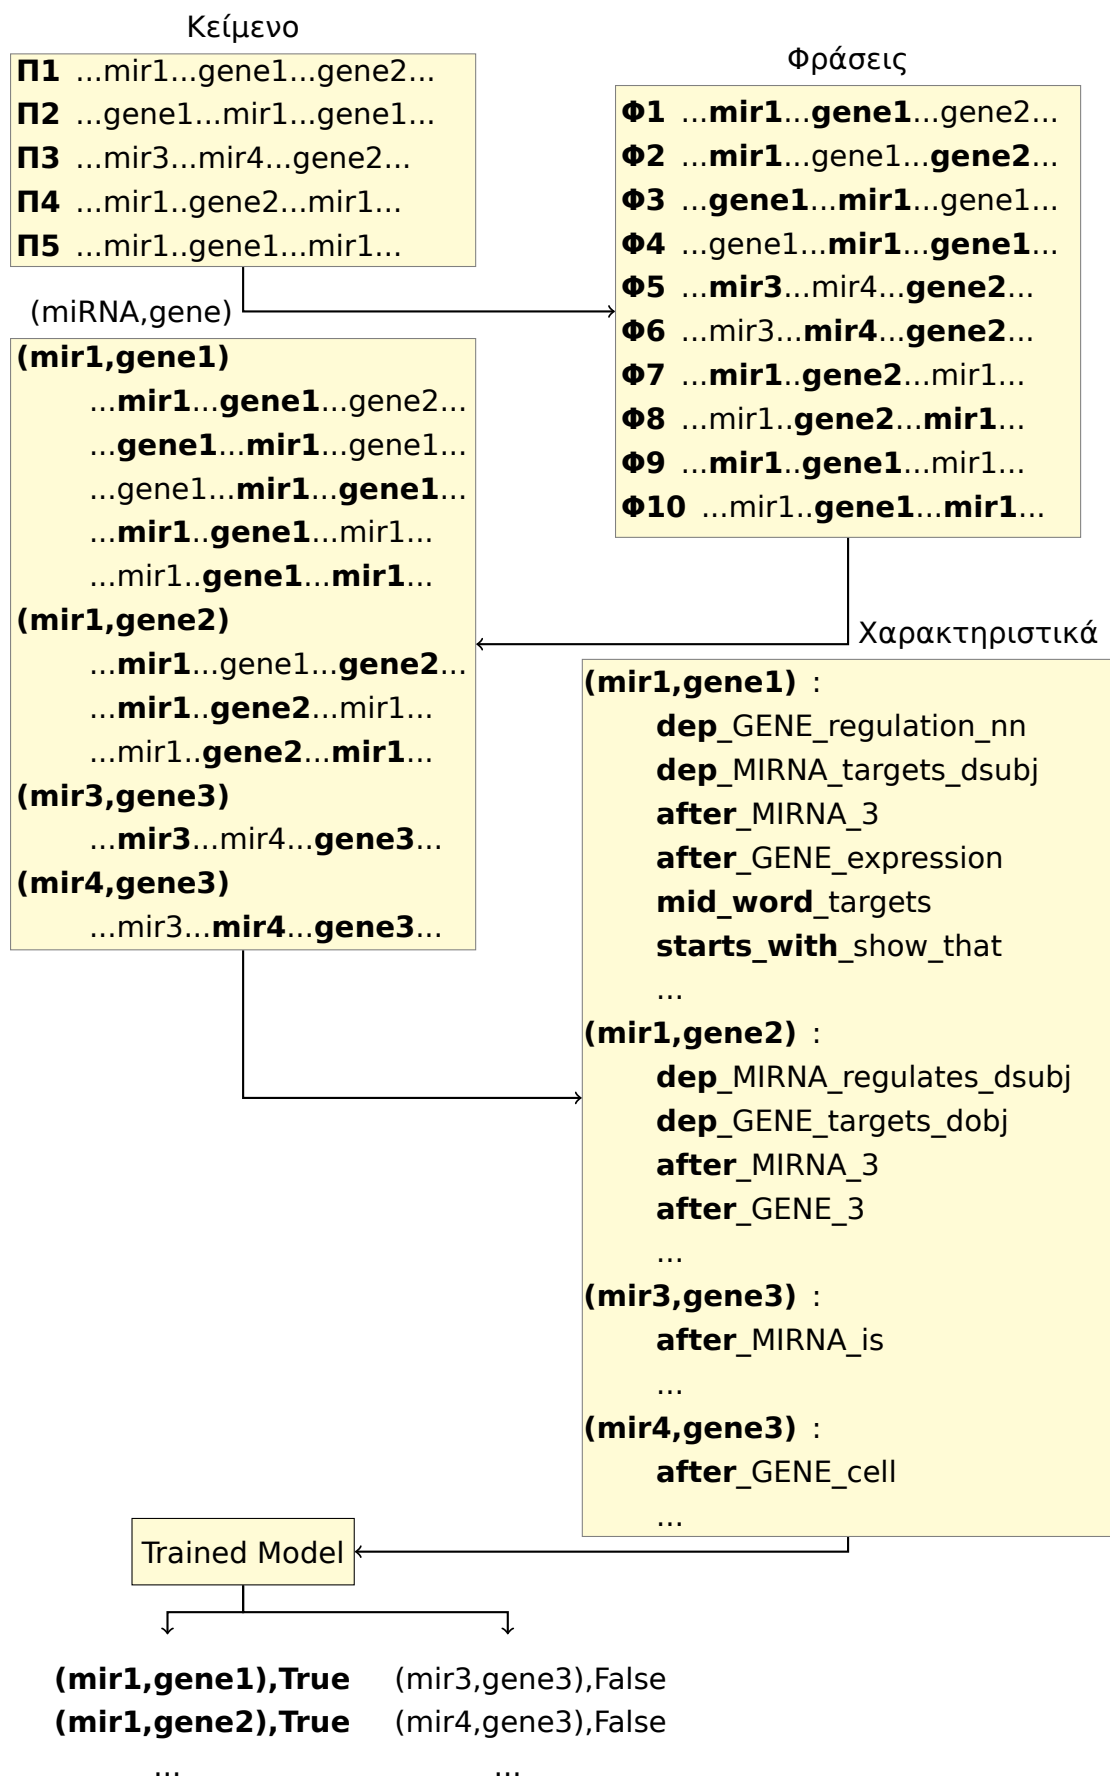 Κείμενο
Π1 ...mir1...gene1...gene2...
Π2 ...gene1...mir1...gene1...
Π3 ...mir3...mir4...gene2...
Π4 ...mir1..gene2...mir1...
Π5 ...mir1..gene1...mir1...
Φράσεις
Φ1 ...mir1...gene1...gene2...
Φ2 ...mir1...gene1...gene2...
Φ3 ...gene1...mir1...gene1...
Φ4 ...gene1...mir1...gene1...
Φ5 ...mir3...mir4...gene2...
Φ6 ...mir3...mir4...gene2...
Φ7 ...mir1..gene2...mir1...
Φ8 ...mir1..gene2...mir1...
Φ9 ...mir1..gene1...mir1...
Φ10 ...mir1..gene1...mir1...
(miRNA,gene)
(mir1,gene1)
...mir1...gene1...gene2...
...gene1...mir1...gene1...
...gene1...mir1...gene1...
...mir1..gene1...mir1...
...mir1..gene1...mir1...
(mir1,gene2)
...mir1...gene1...gene2...
...mir1..gene2...mir1...
...mir1..gene2...mir1...
(mir3,gene3)
...mir3...mir4...gene3...
(mir4,gene3)
...mir3...mir4...gene3...
Χαρακτηριστικά
(mir1,gene1) :
dep_GENE_regulation_nn
dep_MIRNA_targets_dsubj
after_MIRNA_3
after_GENE_expression
mid_word_targets
starts_with_show_that
...
(mir1,gene2) :
dep_MIRNA_regulates_dsubj
dep_GENE_targets_dobj
after_MIRNA_3
after_GENE_3
...
(mir3,gene3) :
after_MIRNA_is
...
(mir4,gene3) :
after_GENE_cell
...
Trained Model
(mir1,gene1),True (mir3,gene3),False
(mir1,gene2),True (mir4,gene3),False
... ...